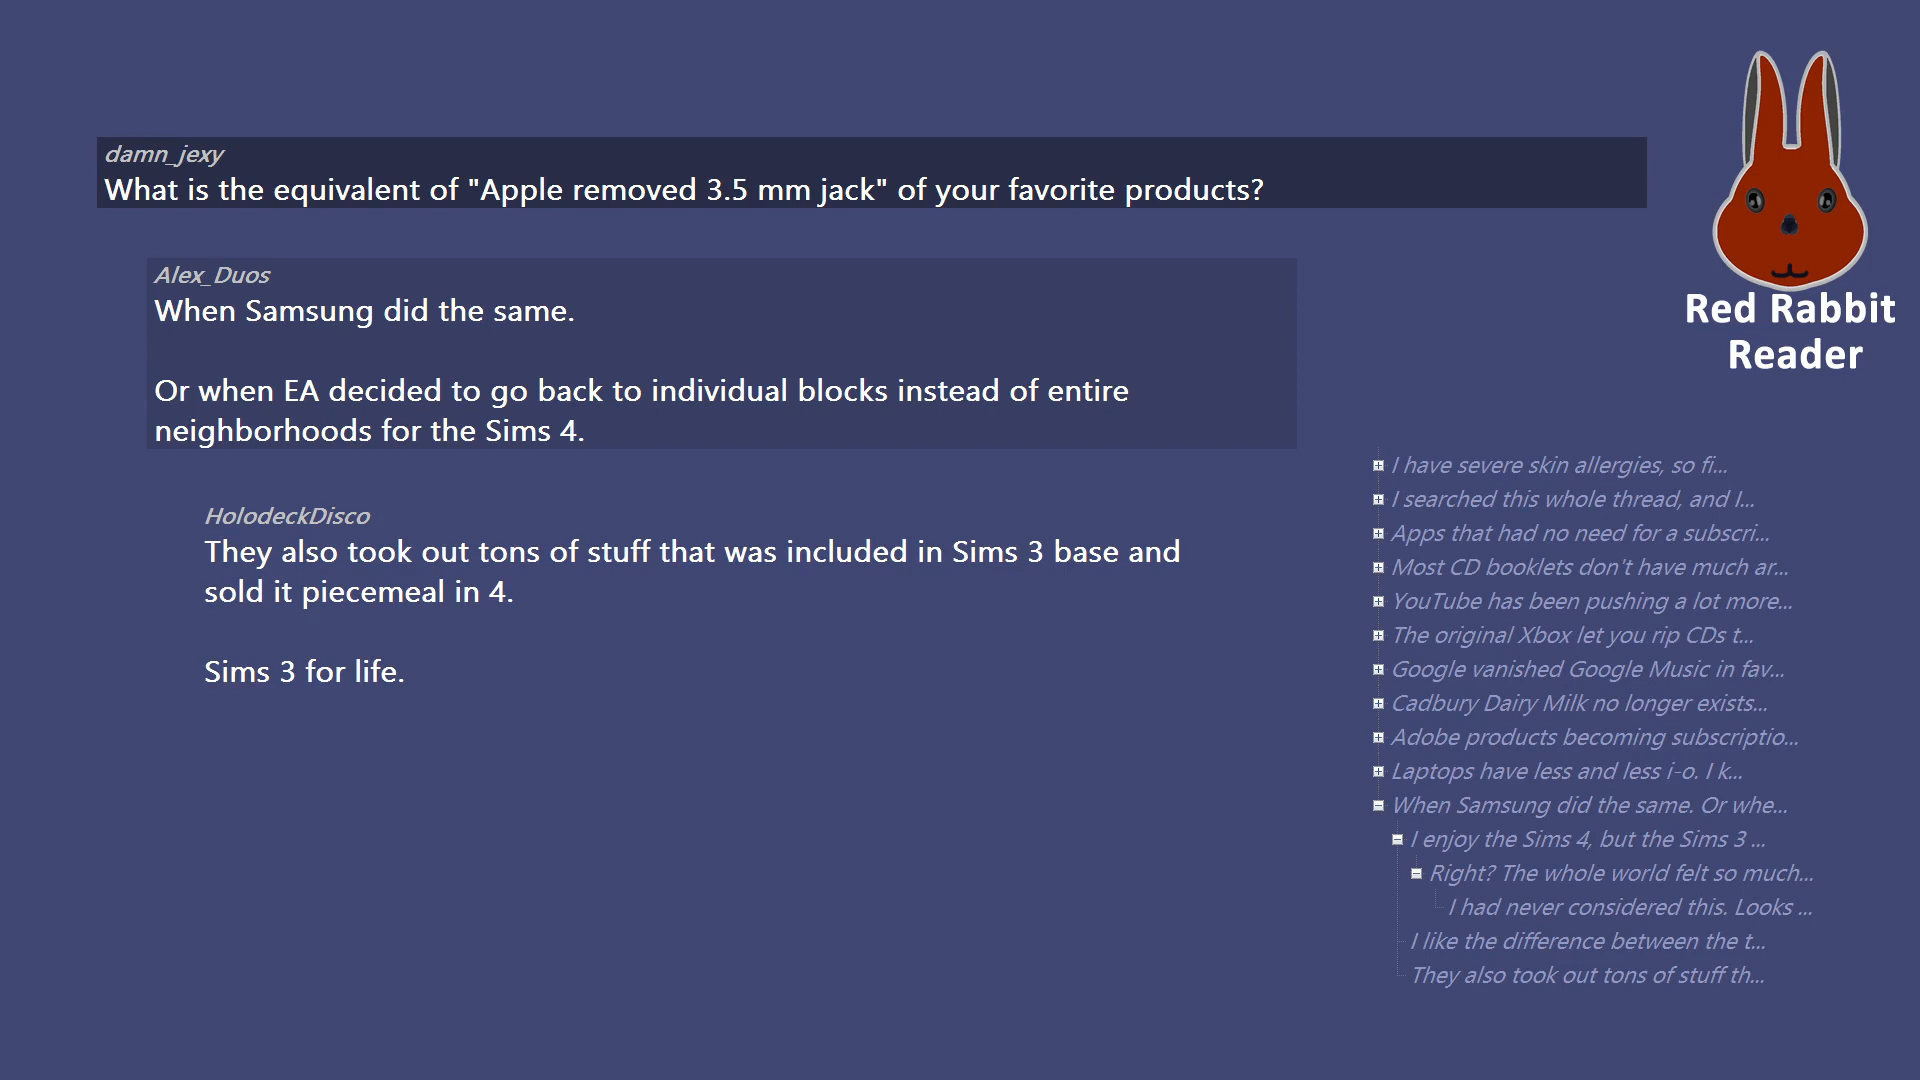 damn_jexy
What is the equivalent of "Apple removed 3.5 mm jack" of your favorite products?
Alex_Duos
When Samsung did the same.
Or when EA decided to go back to individual blocks instead of entire
neighborhoods for the Sims 4.
HolodeckDisco
They also took out tons of stuff that was included in Sims 3 base and
sold it piecemeal in 4.
Sims 3 for life.
Red Rabbit
Reader
I have severe skin allergies, so fi...
I searched this whole thread, and I...
Apps that had no need for a subscri...
Most CD booklets don't have much ar...
YouTube has been pushing a lot more...
The original Xbox let you rip CDs t...
Google vanished Google Music in fav...
Cadbury Dairy Milk no longer exists...
Adobe products becoming subscriptio...
Laptops have less and less i-o. I k...
When Samsung did the same. Or whe...
I enjoy the Sims 4, but the Sims 3 ...
Right? The whole world felt so much...
I had never considered this. Looks ...
I like the difference between the t...
They also took out tons of stuff th...